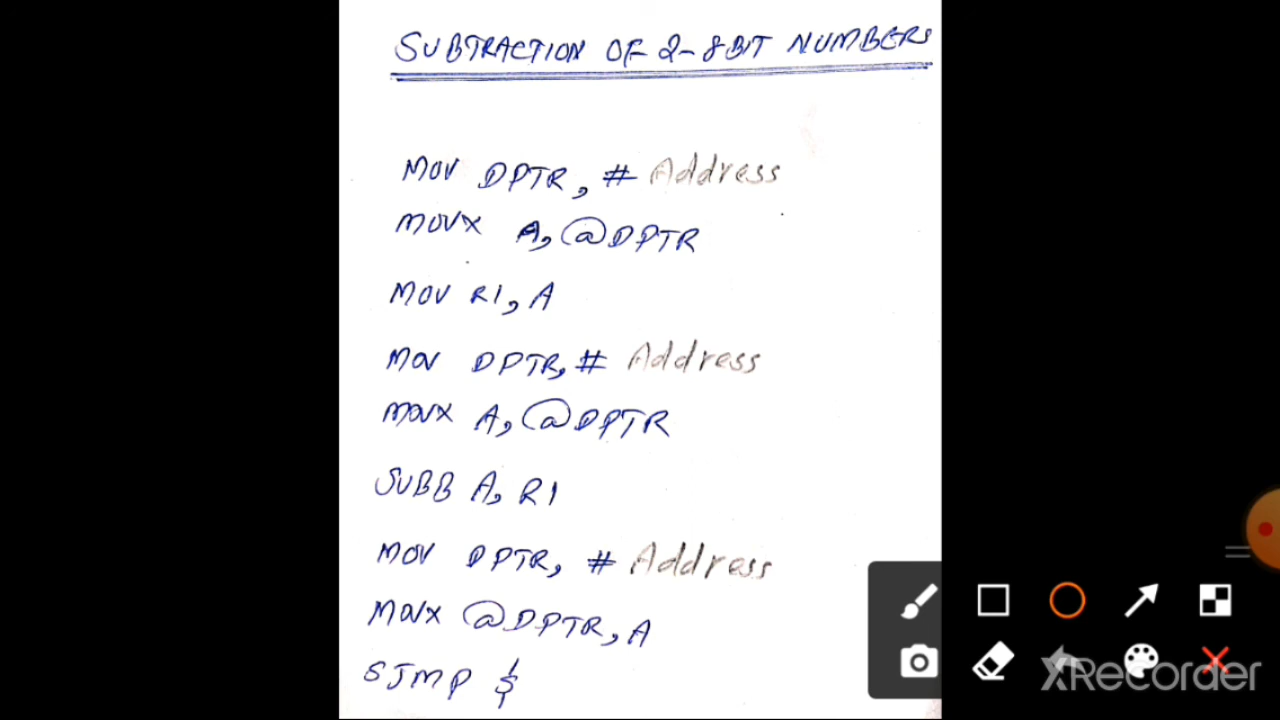 SUBTRACTION OF 2-8BIT NUMBERS
MOV DPTR, # Address
MOVX A, @DPTR
MOV R1, A
MOV DPTR, # Address
MOVX A, @DPTR
SUBB A, R1
MOV DPTR, # Address
MOVX @DPTR, A
SJMP $
XRecorder